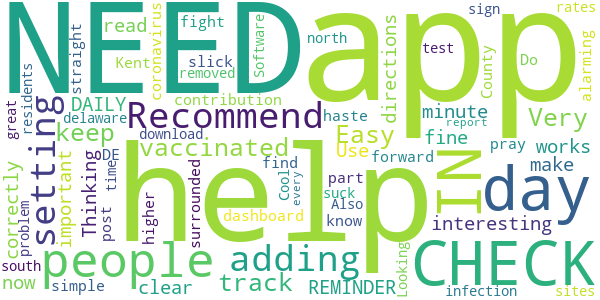 NEED
app
help
CHECK
IN
day
people
setting
adding
Recommend
vaccinated
keep
track
Very
Easy
Use
directions
minute
fine
works
make
interesting
REMINDER
DAILY
read
Kent
coronavirus
fight
slick
removed
Software
north
test
sign
County
Do
rates
alarming
contribution
haste
report
pray
forward
download.
delaware
straight
residents
great
important
Thinking
DE
time
post
higher
surrounded
find
Cool
every
part
suck
Also
know
dashboard
clear
simple
south
now
problem
correctly
Looking
infection
sites